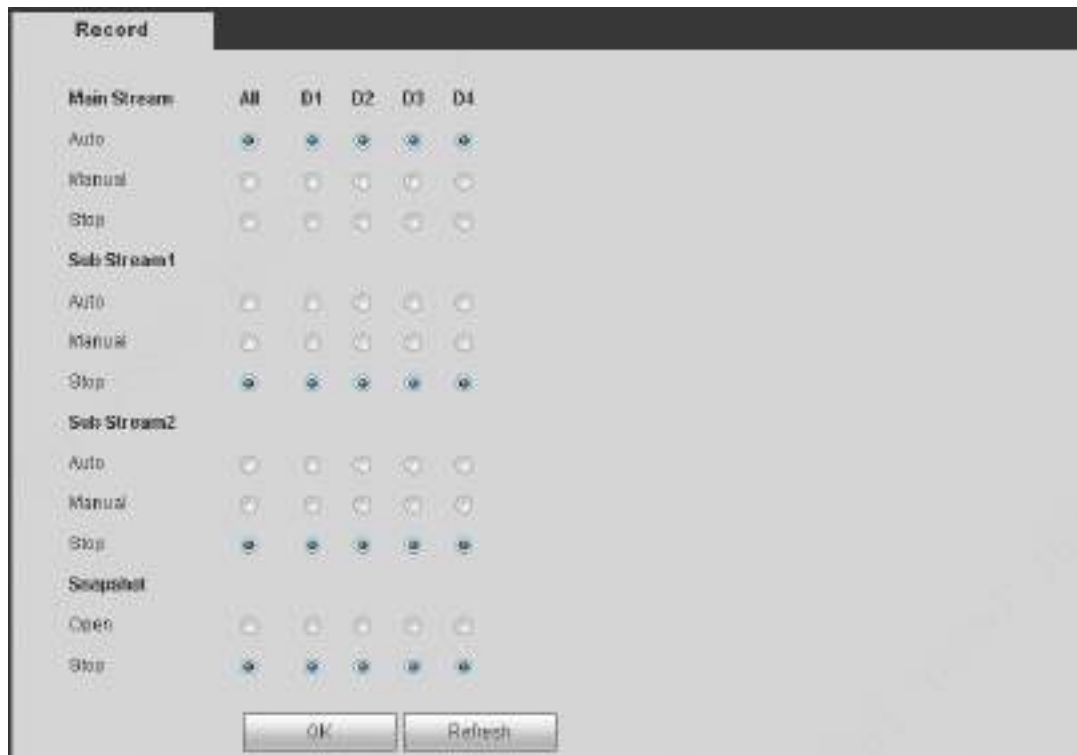 Record
Main Stream All D1 D2 D3 D4
Auto
Manual
Stop
Sub Stream1
Auto
Manual
Stop
Sub Stream2
Auto
Manual
Stop
Snapshot
Open
Stop
OK Refresh